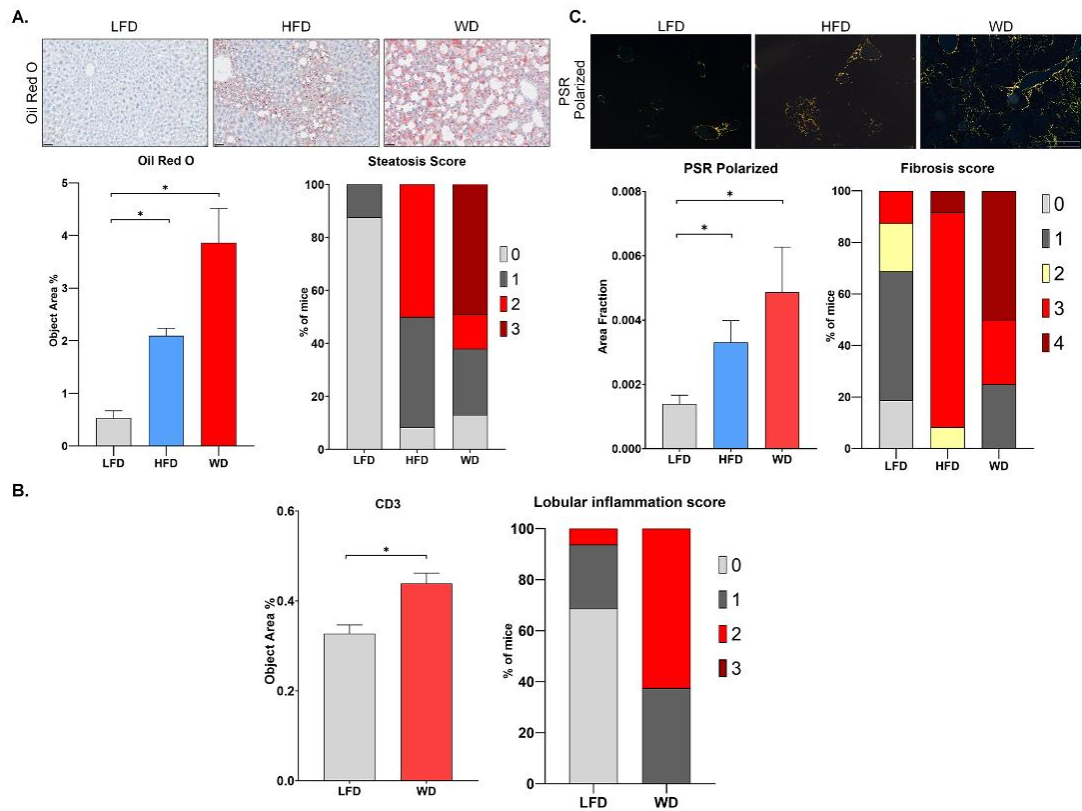 A.
LFD
HFD
WD
Oil Red O
Oil Red O
Object Area %
5
4
3
2
1
0
*
*
LFD
HFD
WD
Steatosis Score
% of mice
100
80
60
40
20
0
LFD
HFD
WD
0
1
2
3
C.
LFD
HFD
WD
PSR
Polarized
PSR Polarized
Area Fraction
0.008
0.006
0.004
0.002
0.000
*
*
LFD
HFD
WD
Fibrosis score
% of mice
100
80
60
40
20
0
LFD
HFD
WD
0
1
2
3
4
B.
CD3
Object Area %
0.6
0.4
0.2
0.0
*
LFD
WD
Lobular inflammation score
% of mice
100
80
60
40
20
0
LFD
WD
0
1
2
3